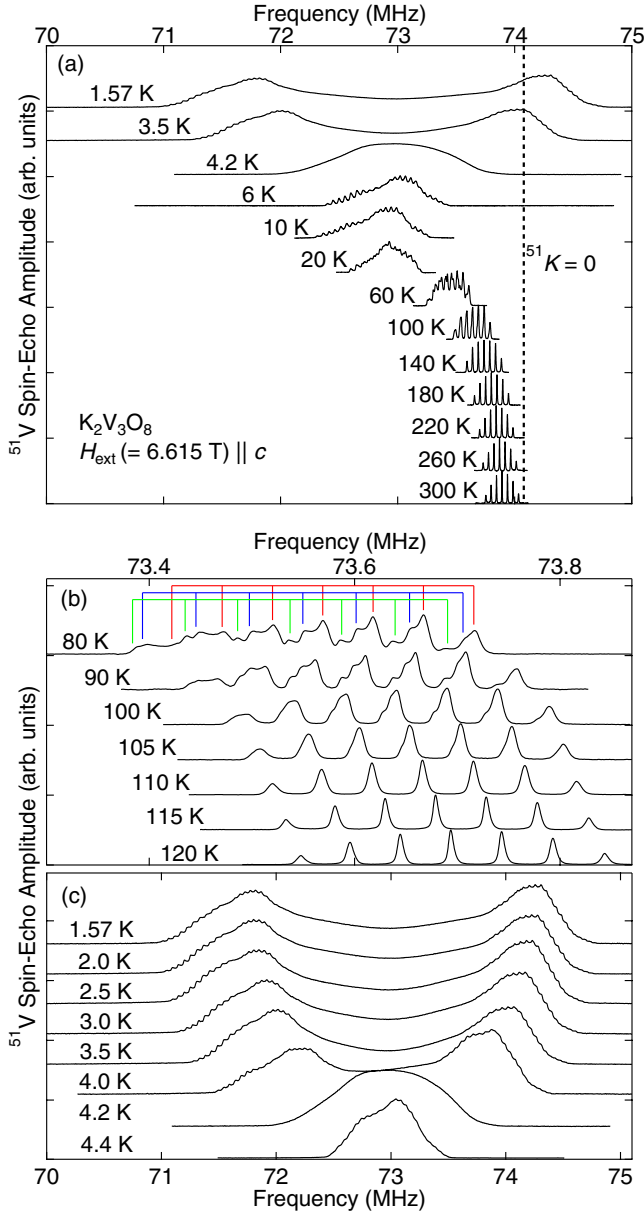 Frequency (MHz)
70 71 72 73 74 75
(a)
1.57 K
3.5 K
4.2 K
6 K
10 K
20 K
⁵¹K = 0
60 K
100 K
140 K
180 K
220 K
260 K
300 K
K₂V₃O₈
H_ext (= 6.615 T) || c
⁵¹V Spin-Echo Amplitude (arb. units)
Frequency (MHz)
73.4 73.6 73.8
(b)
80 K
90 K
100 K
105 K
110 K
115 K
120 K
⁵¹V Spin-Echo Amplitude (arb. units)
(c)
1.57 K
2.0 K
2.5 K
3.0 K
3.5 K
4.0 K
4.2 K
4.4 K
70 71 72 73 74 75
Frequency (MHz)